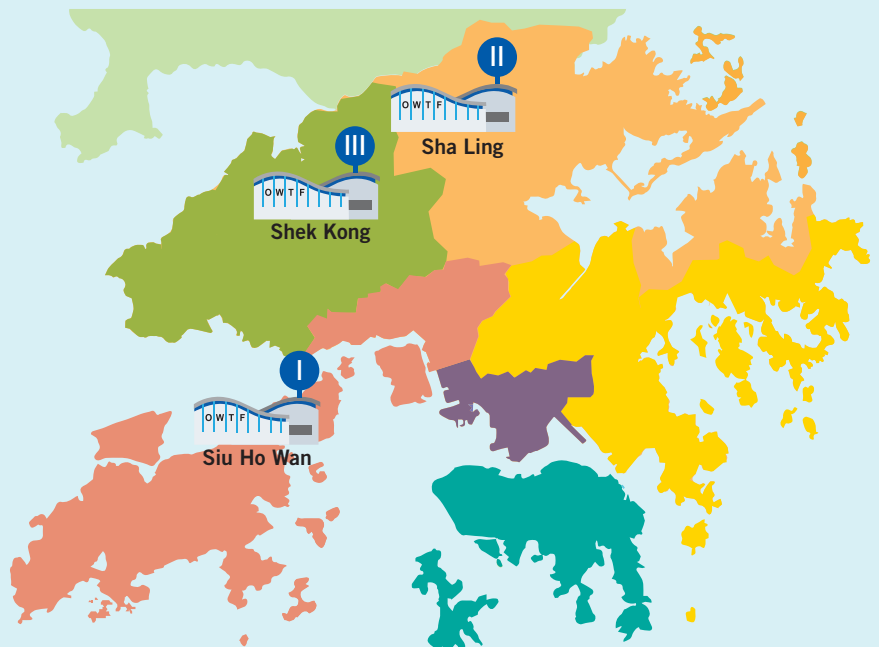 II
OWTF
Sha Ling
III
OWTF
Shek Kong
I
OWTF
Siu Ho Wan